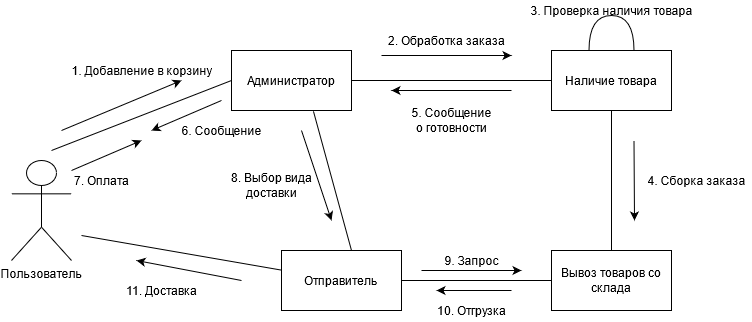 3. Проверка наличия товара
2. Обработка заказа
1. Добавление в корзину
Администратор
Наличие товара
5. Сообщение
о готовности
6. Сообщение
7. Оплата
8. Выбор вида
доставки
4. Сборка заказа
Пользователь
9. Запрос
Отправитель
Вывоз товаров со
склада
11. Доставка
10. Отгрузка